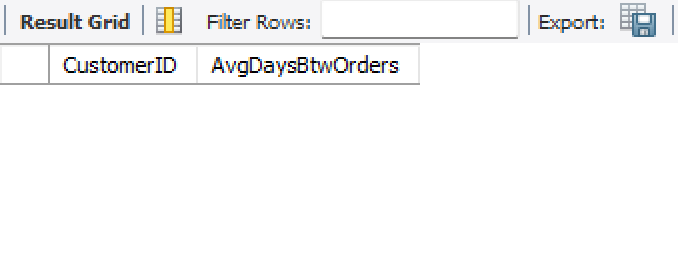 Result Grid Filter Rows: Export:
CustomerID AvgDaysBtwOrders